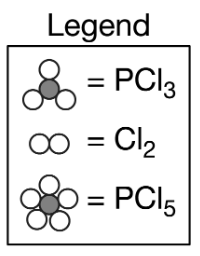 Legend
= PCl₃
= Cl₂
= PCl₅